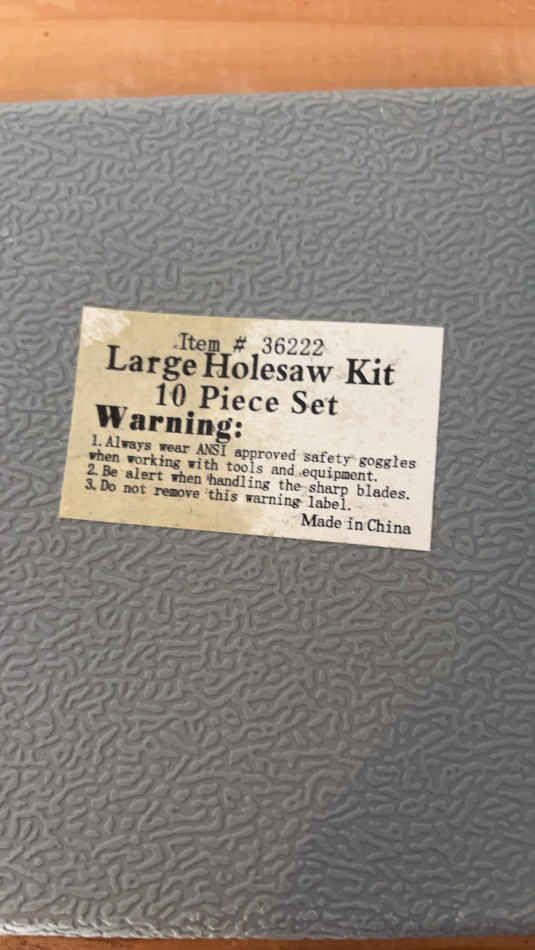 Item # 36222
Large Holesaw Kit
10 Piece Set
Warning:
1. Always wear ANSI approved safety goggles
when working with tools and equipment.
2. Be alert when handling the sharp blades.
3. Do not remove this warning label.
Made in China